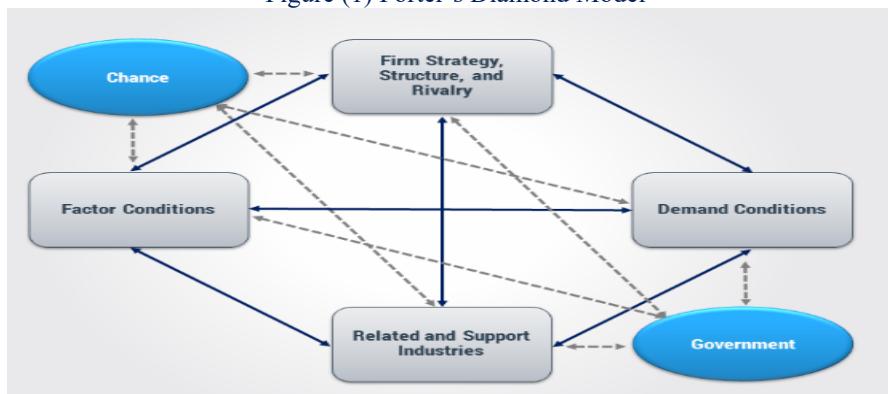 Figure (1) Porter's Diamond Model
Chance
Firm Strategy,
Structure, and
Rivalry
Factor Conditions
Demand Conditions
Related and Support
Industries
Government